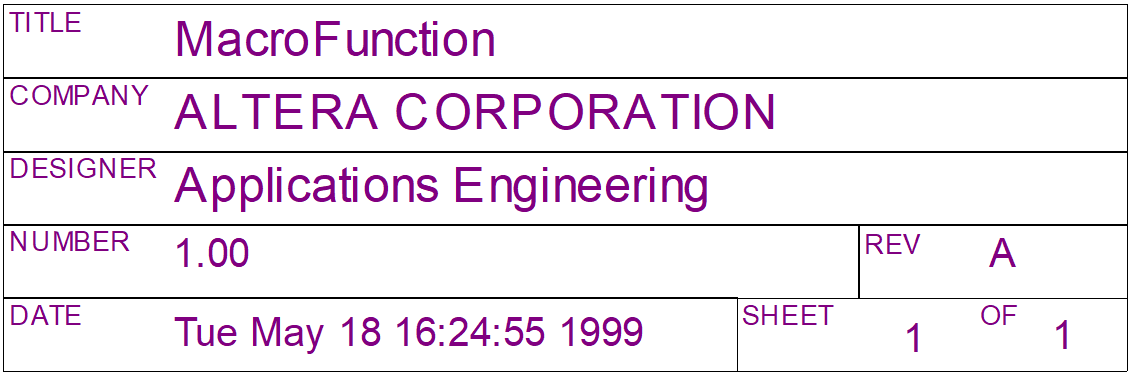 TITLE MacroFunction
COMPANY ALTERA CORPORATION
DESIGNER Applications Engineering
NUMBER 1.00 REV A
DATE Tue May 18 16:24:55 1999 SHEET 1 OF 1